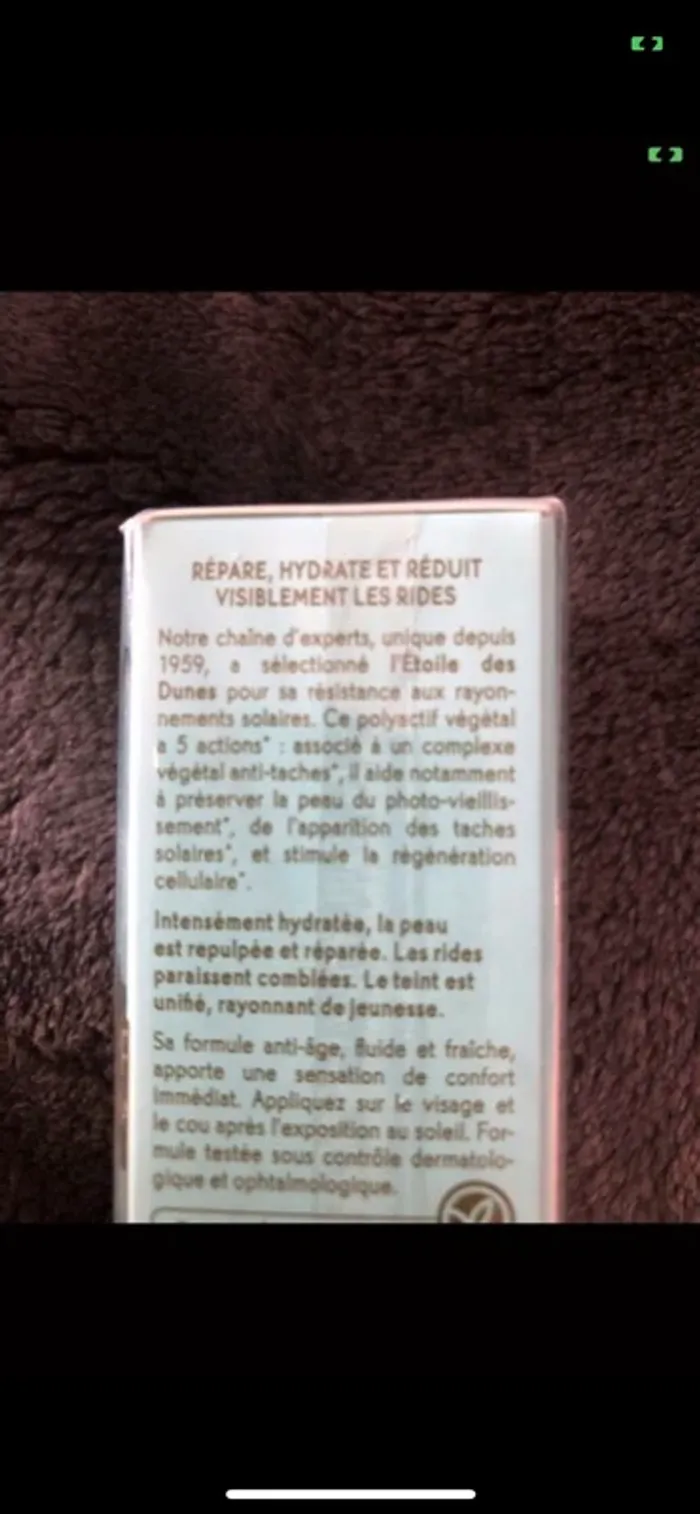 RÉPARE, HYDRATE ET RÉDUIT
VISIBLEMENT LES RIDES
Notre chaîne d'experts, unique depuis
1959, a sélectionné l'Étoile des
Dunes pour sa résistance aux rayon-
nements solaires. Ce polyactif végétal
a 5 actions* : associé à un complexe
végétal anti-taches*, il aide notamment
à préserver la peau du photo-vieillis-
sement*, de l'apparition des taches
solaires*, et stimule la régénération
cellulaire*.
Intensément hydratée, la peau
est repulpée et réparée. Les rides
paraissent comblées. Le teint est
unifié, rayonnant de jeunesse.
Sa formule anti-âge, fluide et fraîche,
apporte une sensation de confort
immédiat. Appliquez sur le visage et
le cou après l'exposition au soleil. For-
mule testée sous contrôle dermatolo-
gique et ophtalmologique.